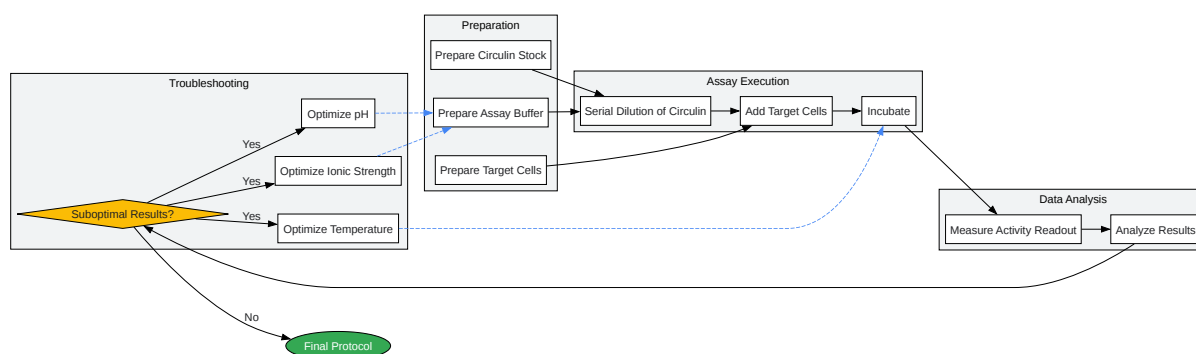 Preparation
Prepare Circulin Stock
Troubleshooting
Assay Execution
Optimize pH
Prepare Assay Buffer
Serial Dilution of Circulin
Add Target Cells
Incubate
Yes
Optimize Ionic Strength
Prepare Target Cells
Yes
Data Analysis
Suboptimal Results?
Yes
Optimize Temperature
Measure Activity Readout
Analyze Results
No
Final Protocol